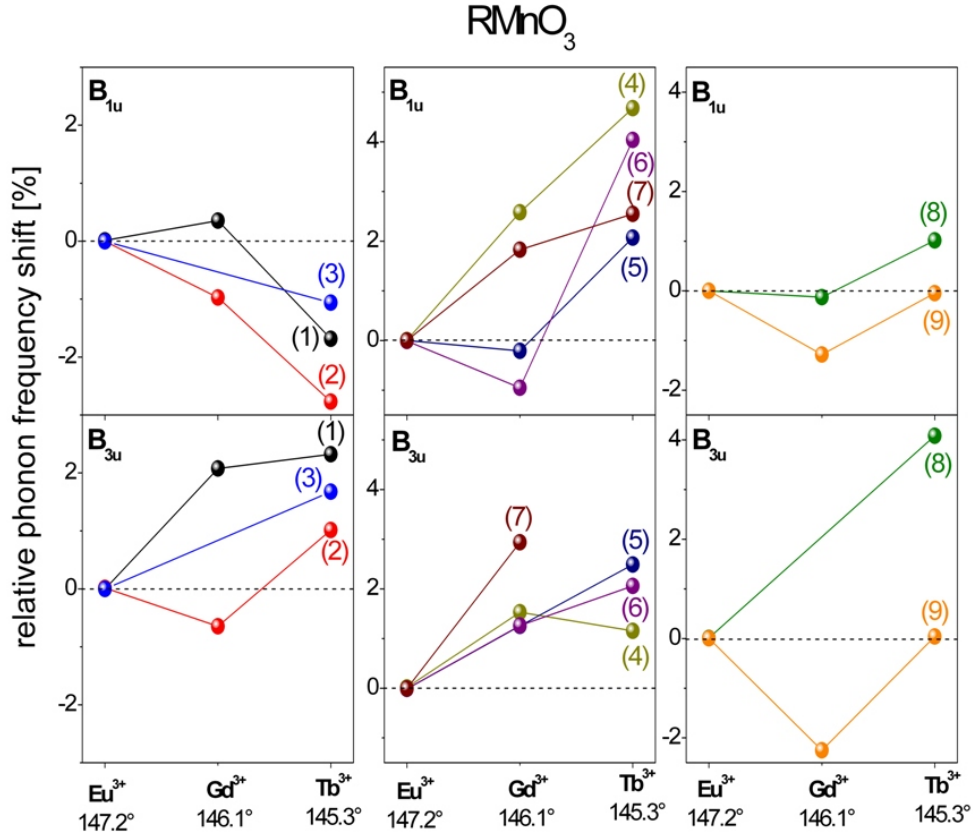 RMnO3
relative phonon frequency shift [%]
B1u
2
0
-2
(3)
(1)
(2)
B1u
4
2
0
(4)
(6)
(7)
(5)
B1u
4
2
0
-2
(8)
(9)
B3u
2
0
-2
(1)
(3)
(2)
B3u
4
2
0
(7)
(5)
(6)
(4)
B3u
4
2
0
-2
(8)
(9)
Eu3+ Gd3+ Tb3+
147.2° 146.1° 145.3°
Eu3+ Gd3+ Tb3+
147.2° 146.1° 145.3°
Eu3+ Gd3+ Tb3+
147.2° 146.1° 145.3°